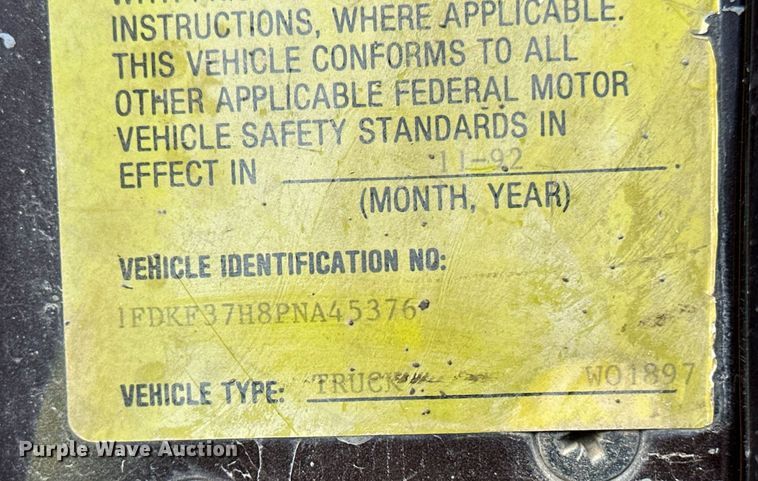 INSTRUCTIONS, WHERE APPLICABLE.
THIS VEHICLE CONFORMS TO ALL
OTHER APPLICABLE FEDERAL MOTOR
VEHICLE SAFETY STANDARDS IN
EFFECT IN 11-92.
(MONTH, YEAR)
VEHICLE IDENTIFICATION NO:
1FDKF37H8PNA45376
VEHICLE TYPE: TRUCK WO1897
Purple Wave Auction